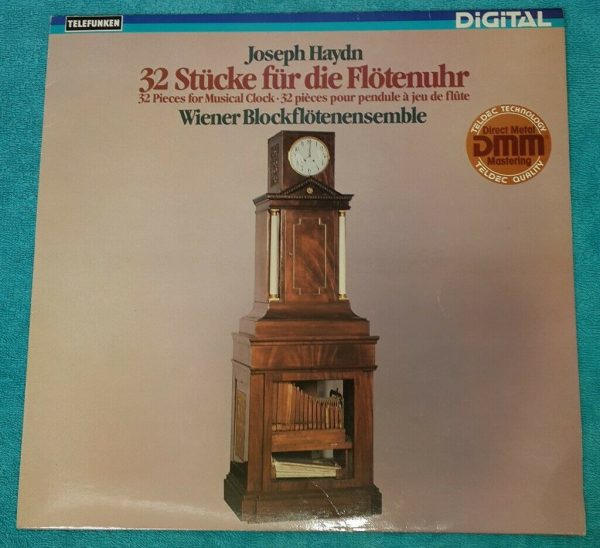 TELEFUNKEN
DiGiTAL
Joseph Haydn
32 Stücke für die Flötenuhr
32 Pieces for Musical Clock · 32 pièces pour pendule à jeu de flûte
Wiener Blockflötenensemble
TELDEC TECHNOLOGY
Direct Metal
DMM
Mastering
TELDEC QUALITY